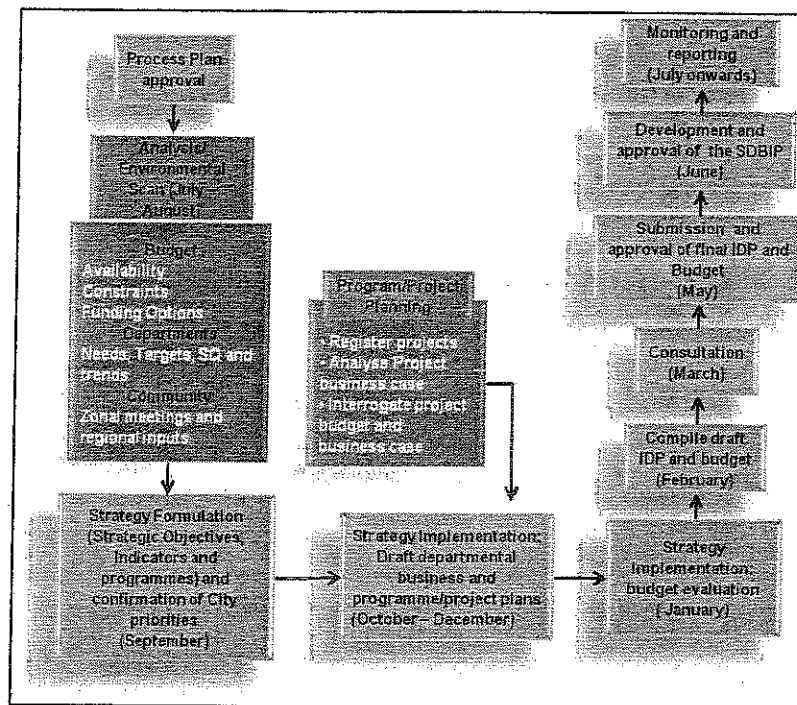 Process Plan
approval
Analysis/
Environmental
Scan (July –
August)
Budget
Availability
Constraints
Funding Options
Departments
Needs, Targets, SQ and
trends
Community
Zonal meetings and
regional inputs
Strategy Formulation
(Strategic Objectives,
Indicators and
programmes) and
confirmation of City
priorities
(September)
Program/Project
Planning
• Register projects
• Analyse Project
business case
• Interrogate project
budget and
business case
Strategy Implementation:
Draft departmental
business and
programme/project plans
(October – December)
Strategy
Implementation:
budget evaluation
(January)
Compile draft
IDP and budget
(February)
Consultation
(March)
Submission and
approval of final IDP and
Budget
(May)
Development and
approval of the SDBIP
(June)
Monitoring and
reporting
(July onwards)